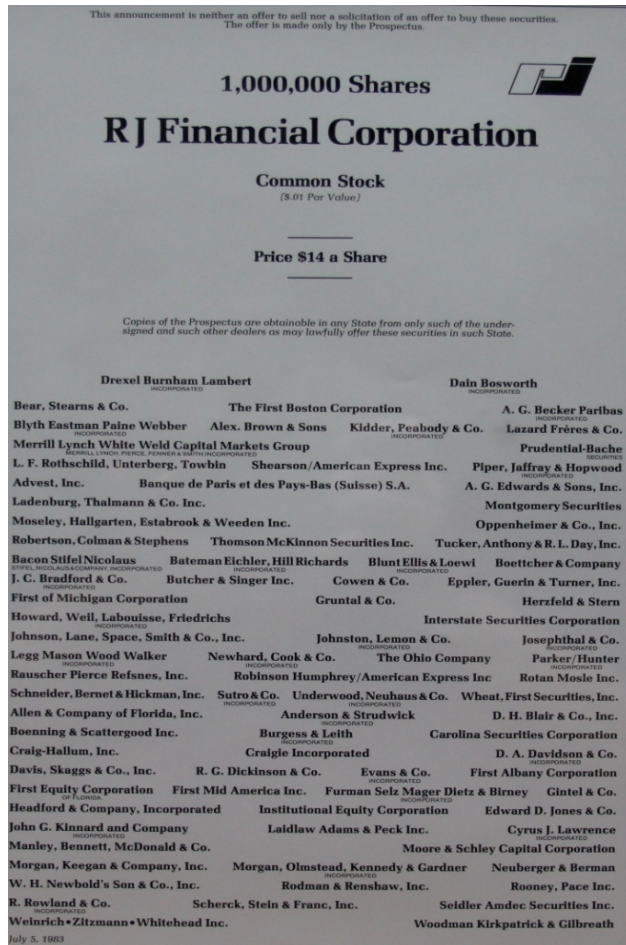 This announcement is neither an offer to sell nor a solicitation of an offer to buy these securities.
The offer is made only by the Prospectus.
1,000,000 Shares
RJ Financial Corporation
Common Stock
($.01 Par Value)
Price $14 a Share
Copies of the Prospectus are obtainable in any State from only such of the under-
signed and such other dealers as may lawfully offer these securities in such State.
Drexel Burnham Lambert Dain Bosworth
INCORPORATED INCORPORATED
Bear, Stearns & Co. The First Boston Corporation A. G. Becker Paribas
INCORPORATED
Blyth Eastman Paine Webber Alex. Brown & Sons Kidder, Peabody & Co. Lazard Frères & Co.
INCORPORATED INCORPORATED
Merrill Lynch White Weld Capital Markets Group Prudential-Bache
MERRILL LYNCH, PIERCE, FENNER & SMITH INCORPORATED SECURITIES
L. F. Rothschild, Unterberg, Towbin Shearson/American Express Inc. Piper, Jaffray & Hopwood
INCORPORATED
Advest, Inc. Banque de Paris et des Pays-Bas (Suisse) S.A. A. G. Edwards & Sons, Inc.
Ladenburg, Thalmann & Co. Inc. Montgomery Securities
Moseley, Hallgarten, Estabrook & Weeden Inc. Oppenheimer & Co., Inc.
Robertson, Colman & Stephens Thomson McKinnon Securities Inc. Tucker, Anthony & R. L. Day, Inc.
Bacon Stifel Nicolaus Bateman Eichler, Hill Richards Blunt Ellis & Loewi Boettcher & Company
STIFEL, NICOLAUS & COMPANY, INCORPORATED INCORPORATED INCORPORATED
J. C. Bradford & Co. Butcher & Singer Inc. Cowen & Co. Eppler, Guerin & Turner, Inc.
INCORPORATED
First of Michigan Corporation Gruntal & Co. Herzfeld & Stern
Howard, Weil, Labouisse, Friedrichs Interstate Securities Corporation
INCORPORATED
Johnson, Lane, Space, Smith & Co., Inc. Johnston, Lemon & Co. Josephthal & Co.
INCORPORATED INCORPORATED
Legg Mason Wood Walker Newhard, Cook & Co. The Ohio Company Parker/Hunter
INCORPORATED INCORPORATED INCORPORATED
Rauscher Pierce Refsnes, Inc. Robinson Humphrey/American Express Inc Rotan Mosle Inc.
Schneider, Bernet & Hickman, Inc. Sutro & Co. Underwood, Neuhaus & Co. Wheat, First Securities, Inc.
INCORPORATED INCORPORATED
Allen & Company of Florida, Inc. Anderson & Strudwick D. H. Blair & Co., Inc.
INCORPORATED
Boenning & Scattergood Inc. Burgess & Leith Carolina Securities Corporation
INCORPORATED
Craig-Hallum, Inc. Craigie Incorporated D. A. Davidson & Co.
INCORPORATED
Davis, Skaggs & Co., Inc. R. G. Dickinson & Co. Evans & Co. First Albany Corporation
INCORPORATED
First Equity Corporation First Mid America Inc. Furman Selz Mager Dietz & Birney Gintel & Co.
OF FLORIDA INCORPORATED
Headford & Company, Incorporated Institutional Equity Corporation Edward D. Jones & Co.
John G. Kinnard and Company Laidlaw Adams & Peck Inc. Cyrus J. Lawrence
INCORPORATED INCORPORATED
Manley, Bennett, McDonald & Co. Moore & Schley Capital Corporation
Morgan, Keegan & Company, Inc. Morgan, Olmstead, Kennedy & Gardner Neuberger & Berman
INCORPORATED
W. H. Newbold's Son & Co., Inc. Rodman & Renshaw, Inc. Rooney, Pace Inc.
R. Rowland & Co. Scherck, Stein & Franc, Inc. Seidler Amdec Securities Inc.
INCORPORATED
Weinrich•Zitzmann•Whitehead Inc. Woodman Kirkpatrick & Gilbreath
July 5, 1983